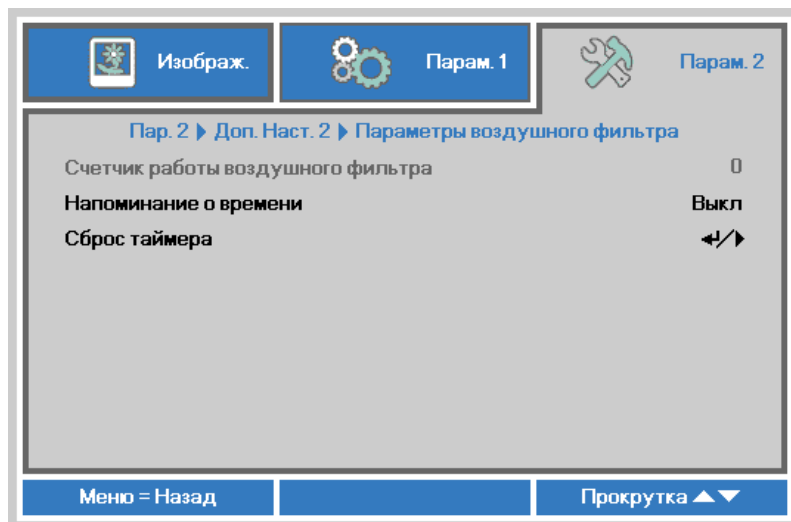 Изображ.
Парам. 1
Парам. 2
Пар. 2 ▶ Доп. Наст. 2 ▶ Параметры воздушного фильтра
Счетчик работы воздушного фильтра 0
Напоминание о времени Выкл
Сброс таймера ↵/▶
Меню = Назад
Прокрутка ▲▼